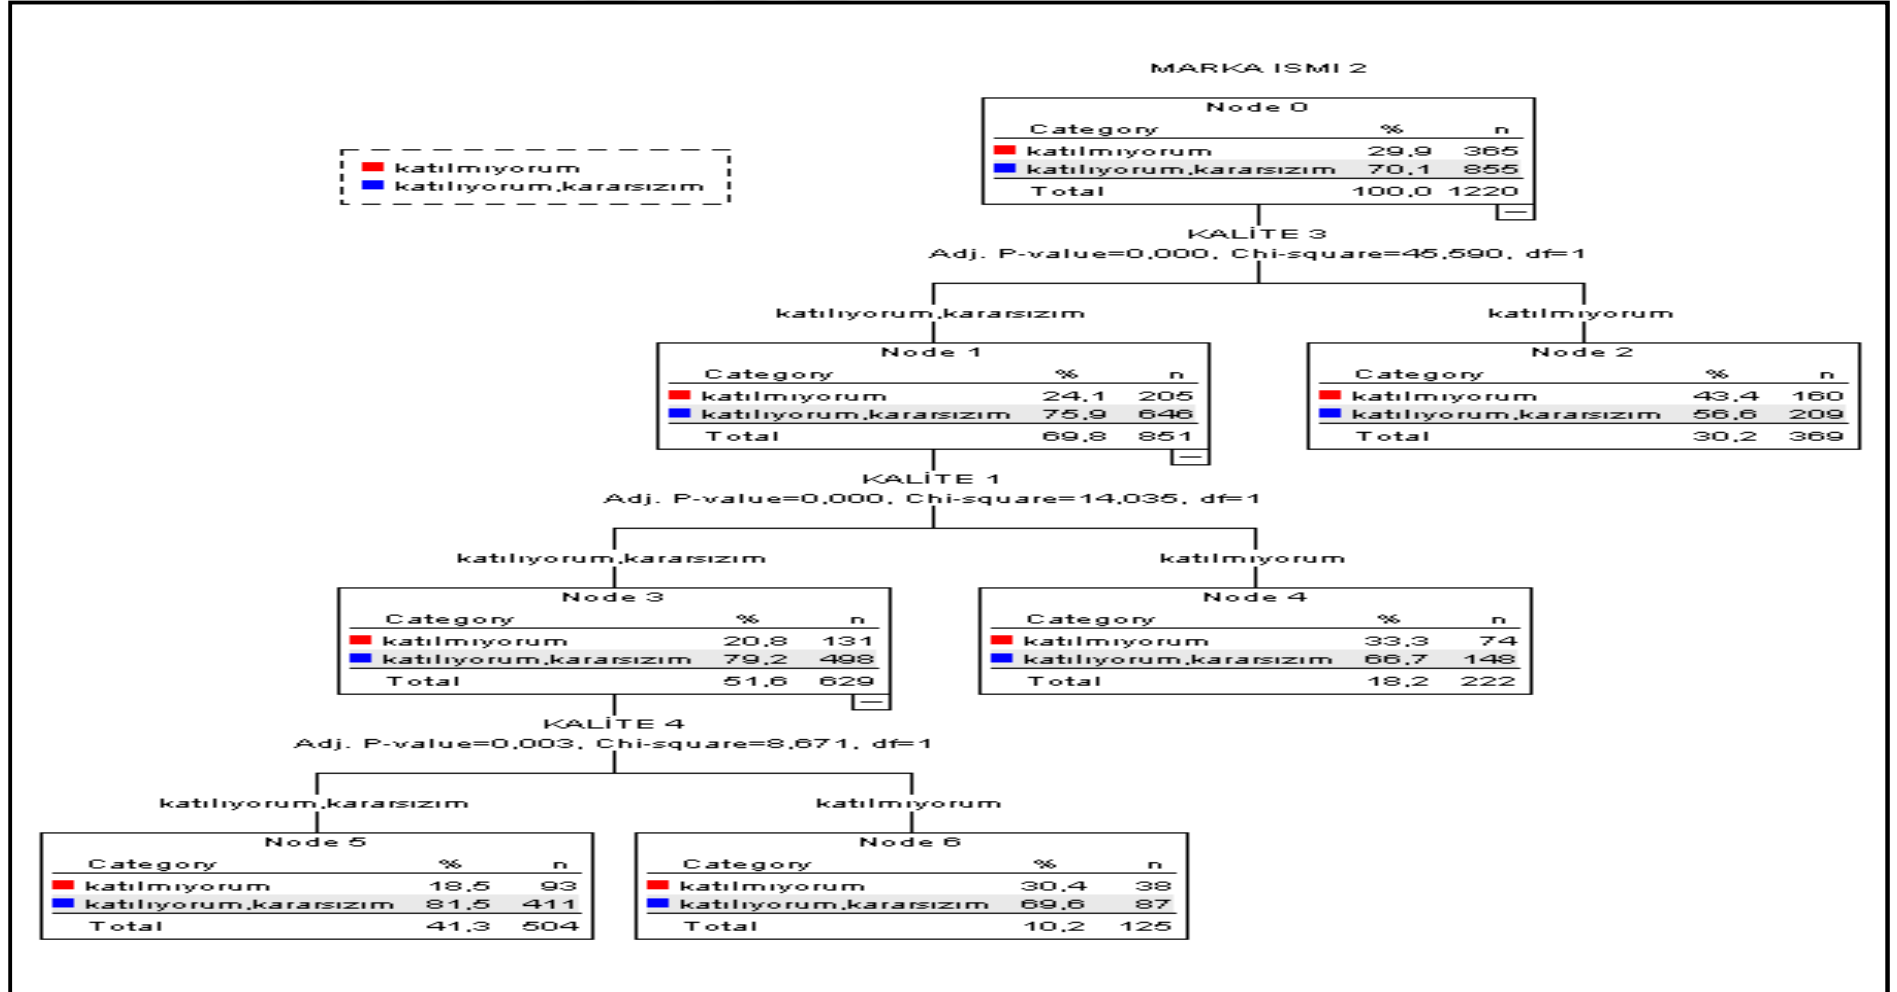 MARKA ISMI 2
Node 0
Category % n
katılmıyorum 29,9 365
katılıyorum,kararsızım 70,1 855
Total 100,0 1220
katılmıyorum
katılıyorum,kararsızım
KALİTE 3
Adj. P-value=0,000, Chi-square=45,590, df=1
katılıyorum,kararsızım
katılmıyorum
Node 1
Category % n
katılmıyorum 24,1 205
katılıyorum,kararsızım 75,9 646
Total 69,8 851
Node 2
Category % n
katılmıyorum 43,4 160
katılıyorum,kararsızım 56,6 209
Total 30,2 369
KALİTE 1
Adj. P-value=0,000, Chi-square=14,035, df=1
katılıyorum,kararsızım
katılmıyorum
Node 3
Category % n
katılmıyorum 20,8 131
katılıyorum,kararsızım 79,2 498
Total 51,6 629
Node 4
Category % n
katılmıyorum 33,3 74
katılıyorum,kararsızım 66,7 148
Total 18,2 222
KALİTE 4
Adj. P-value=0,003, Chi-square=8,671, df=1
katılıyorum,kararsızım
katılmıyorum
Node 5
Category % n
katılmıyorum 18,5 93
katılıyorum,kararsızım 81,5 411
Total 41,3 504
Node 6
Category % n
katılmıyorum 30,4 38
katılıyorum,kararsızım 69,6 87
Total 10,2 125